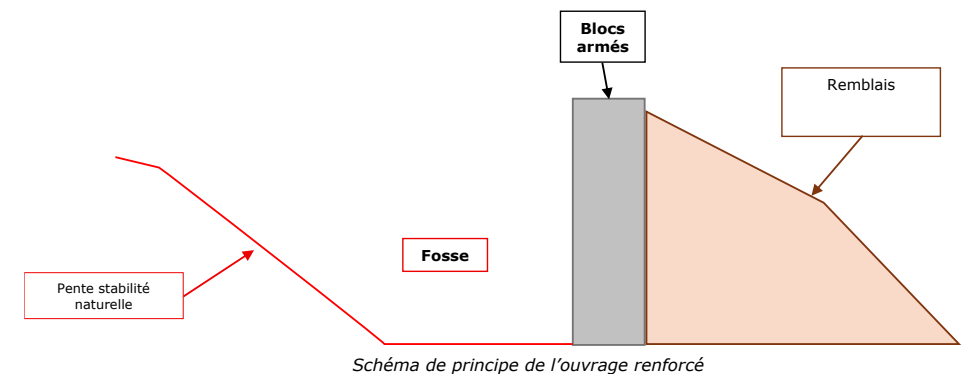 Blocs
armés
Remblais
Fosse
Pente stabilité
naturelle
Schéma de principe de l'ouvrage renforcé